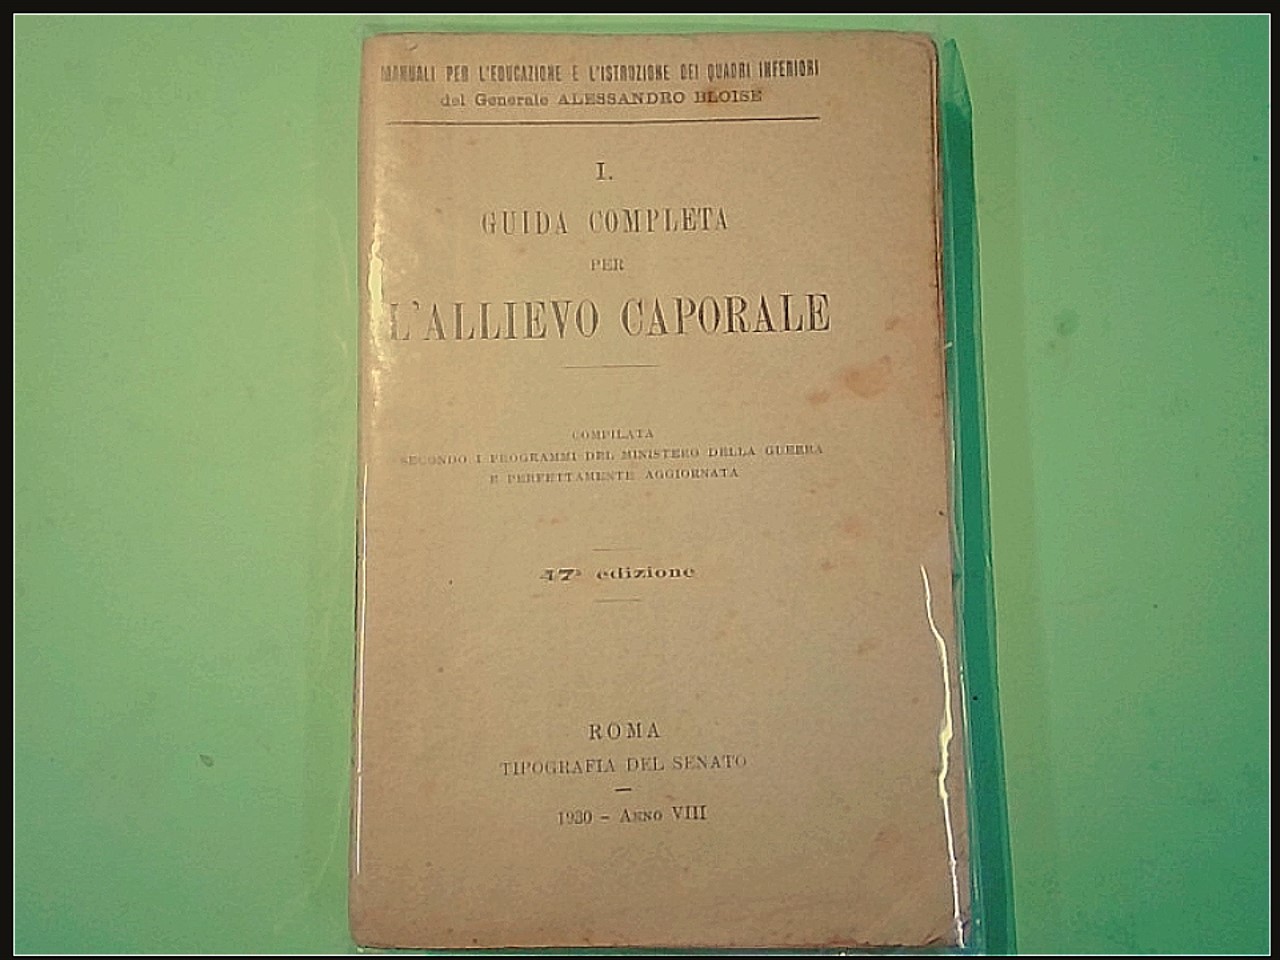 MANUALI PER L'EDUCAZIONE E L'ISTRUZIONE DEI QUADRI INFERIORI
del Generale ALESSANDRO BLOISE
I.
GUIDA COMPLETA
PER
L'ALLIEVO CAPORALE
COMPILATA
SECONDO I PROGRAMMI DEL MINISTERO DELLA GUERRA
E PERFETTAMENTE AGGIORNATA
47ª edizione
ROMA
TIPOGRAFIA DEL SENATO
1930 – ANNO VIII